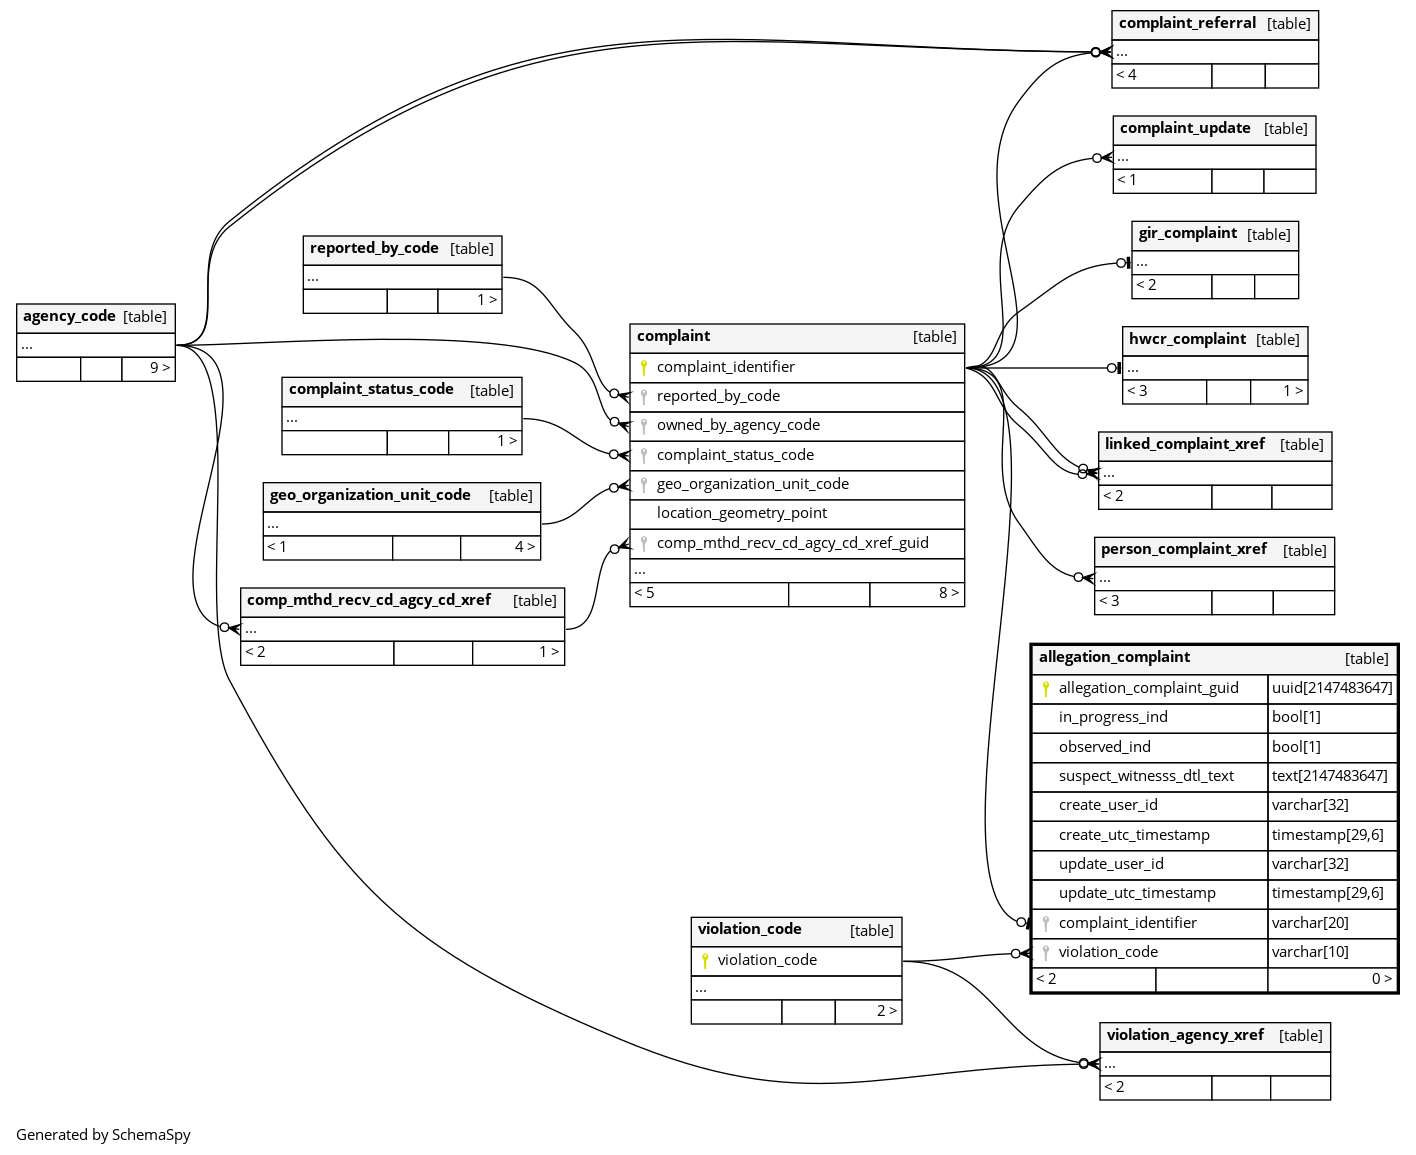 complaint_referral [table]
...
< 4
complaint_update [table]
...
< 1
gir_complaint [table]
...
< 2
reported_by_code [table]
...
1 >
agency_code [table]
...
9 >
complaint [table]
complaint_identifier
reported_by_code
owned_by_agency_code
complaint_status_code
geo_organization_unit_code
location_geometry_point
comp_mthd_recv_cd_agcy_cd_xref_guid
...
< 5 8 >
hwcr_complaint [table]
...
< 3 1 >
complaint_status_code [table]
...
1 >
linked_complaint_xref [table]
...
< 2
geo_organization_unit_code [table]
...
< 1 4 >
person_complaint_xref [table]
...
< 3
comp_mthd_recv_cd_agcy_cd_xref [table]
...
< 2 1 >
allegation_complaint [table]
allegation_complaint_guid uuid[2147483647]
in_progress_ind bool[1]
observed_ind bool[1]
suspect_witnesss_dtl_text text[2147483647]
create_user_id varchar[32]
create_utc_timestamp timestamp[29,6]
update_user_id varchar[32]
update_utc_timestamp timestamp[29,6]
complaint_identifier varchar[20]
violation_code varchar[10]
< 2 0 >
violation_code [table]
violation_code
...
2 >
violation_agency_xref [table]
...
< 2
Generated by SchemaSpy